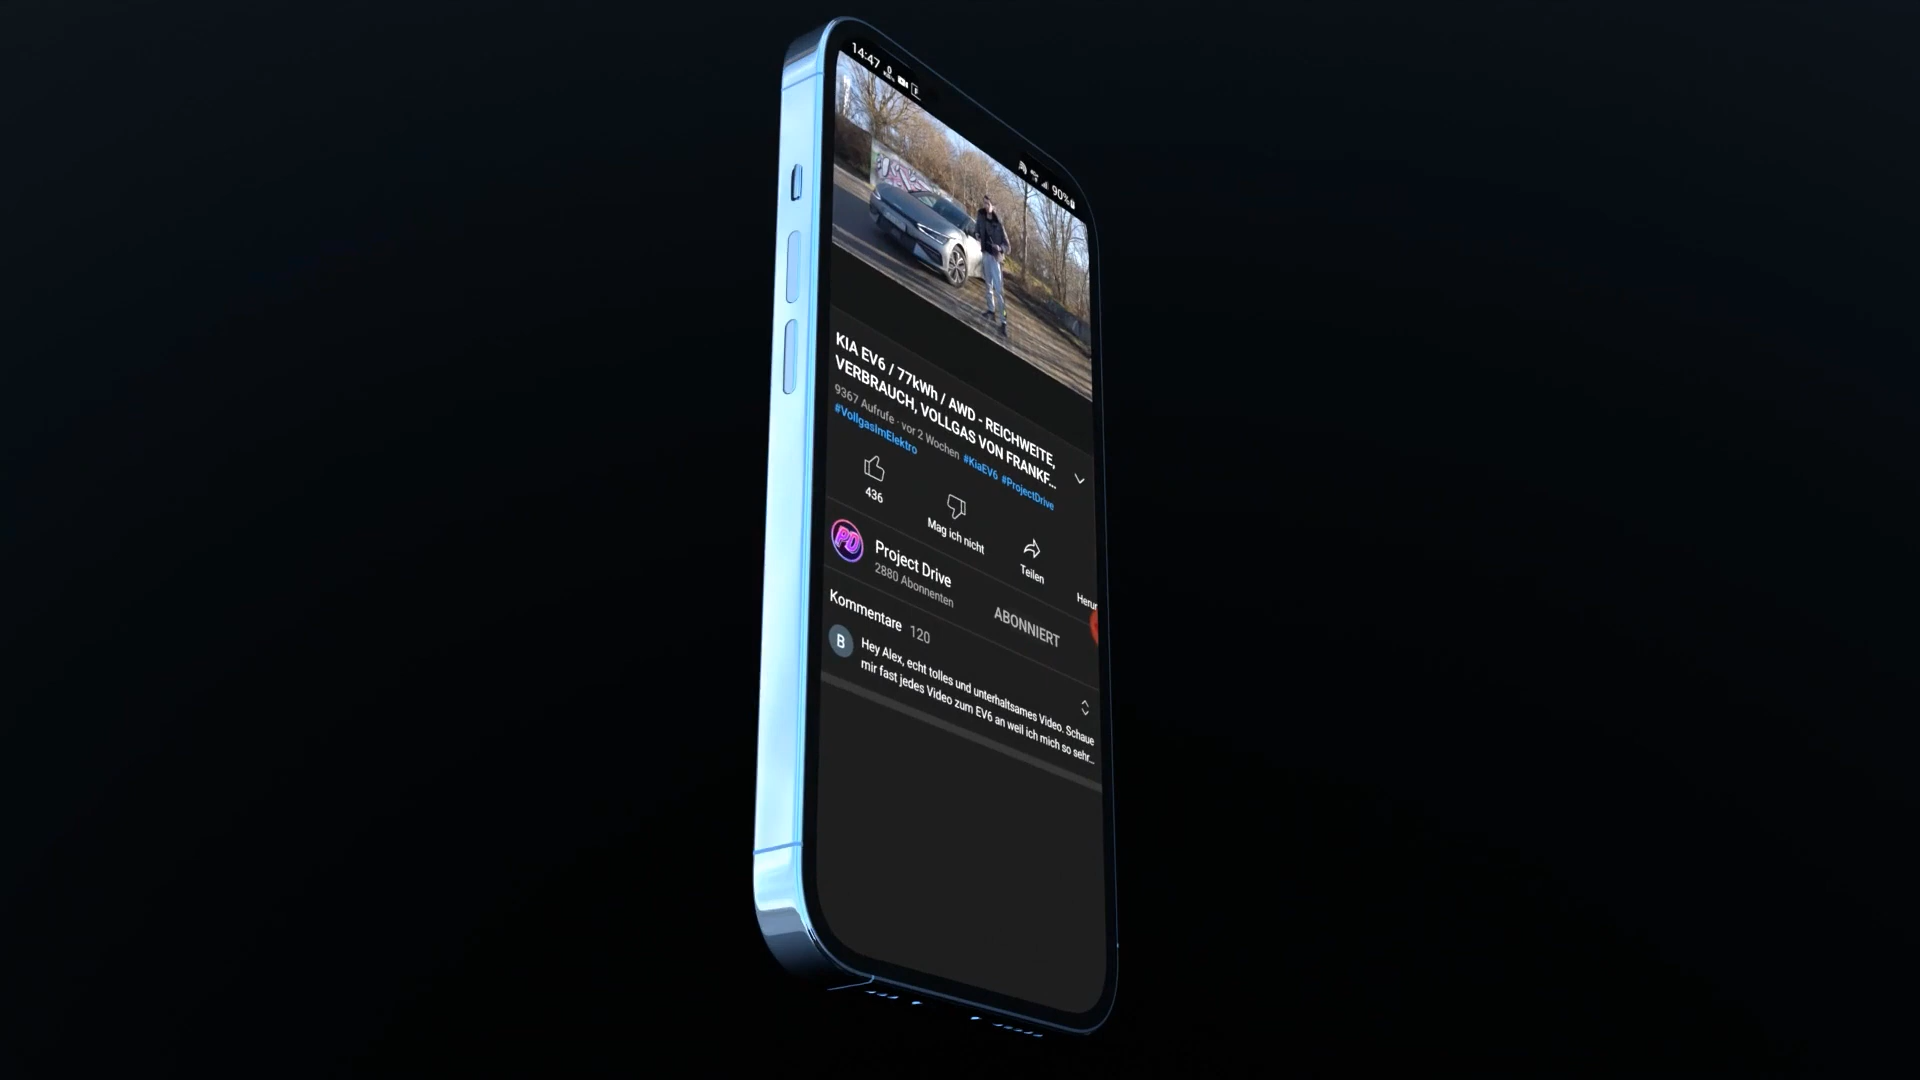 14:47
90%
KIA EV6 / 77kWh / AWD - REICHWEITE,
VERBRAUCH, VOLLGAS VON FRANKF...
9367 Aufrufe · vor 2 Wochen #KiaEV6 #ProjectDrive
#VollgasImElektro
436
Mag ich nicht
Teilen
Herun
PD
Project Drive
2880 Abonnenten
ABONNIERT
Kommentare 120
B
Hey Alex, echt tolles und unterhaltsames Video. Schaue
mir fast jedes Video zum EV6 an weil ich mich so sehr...